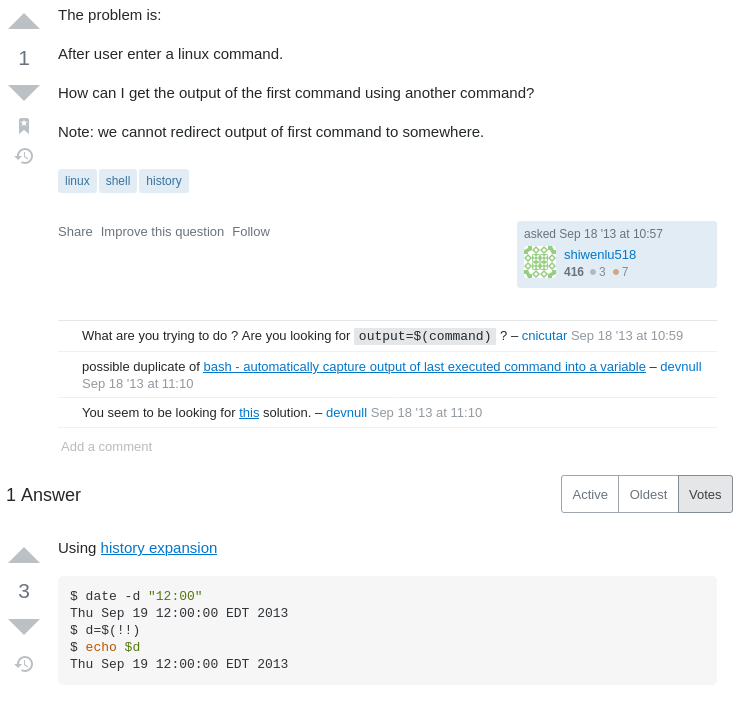 The problem is:
1
After user enter a linux command.
How can I get the output of the first command using another command?
Note: we cannot redirect output of first command to somewhere.
linux shell history
Share Improve this question Follow
asked Sep 18 '13 at 10:57
shiwenlu518
416 3 7
What are you trying to do ? Are you looking for output=$(command) ? – cnicutar Sep 18 '13 at 10:59
possible duplicate of bash - automatically capture output of last executed command into a variable – devnull
Sep 18 '13 at 11:10
You seem to be looking for this solution. – devnull Sep 18 '13 at 11:10
Add a comment
1 Answer
Active Oldest Votes
Using history expansion
3
$ date -d "12:00"
Thu Sep 19 12:00:00 EDT 2013
$ d=$(!!)
$ echo $d
Thu Sep 19 12:00:00 EDT 2013